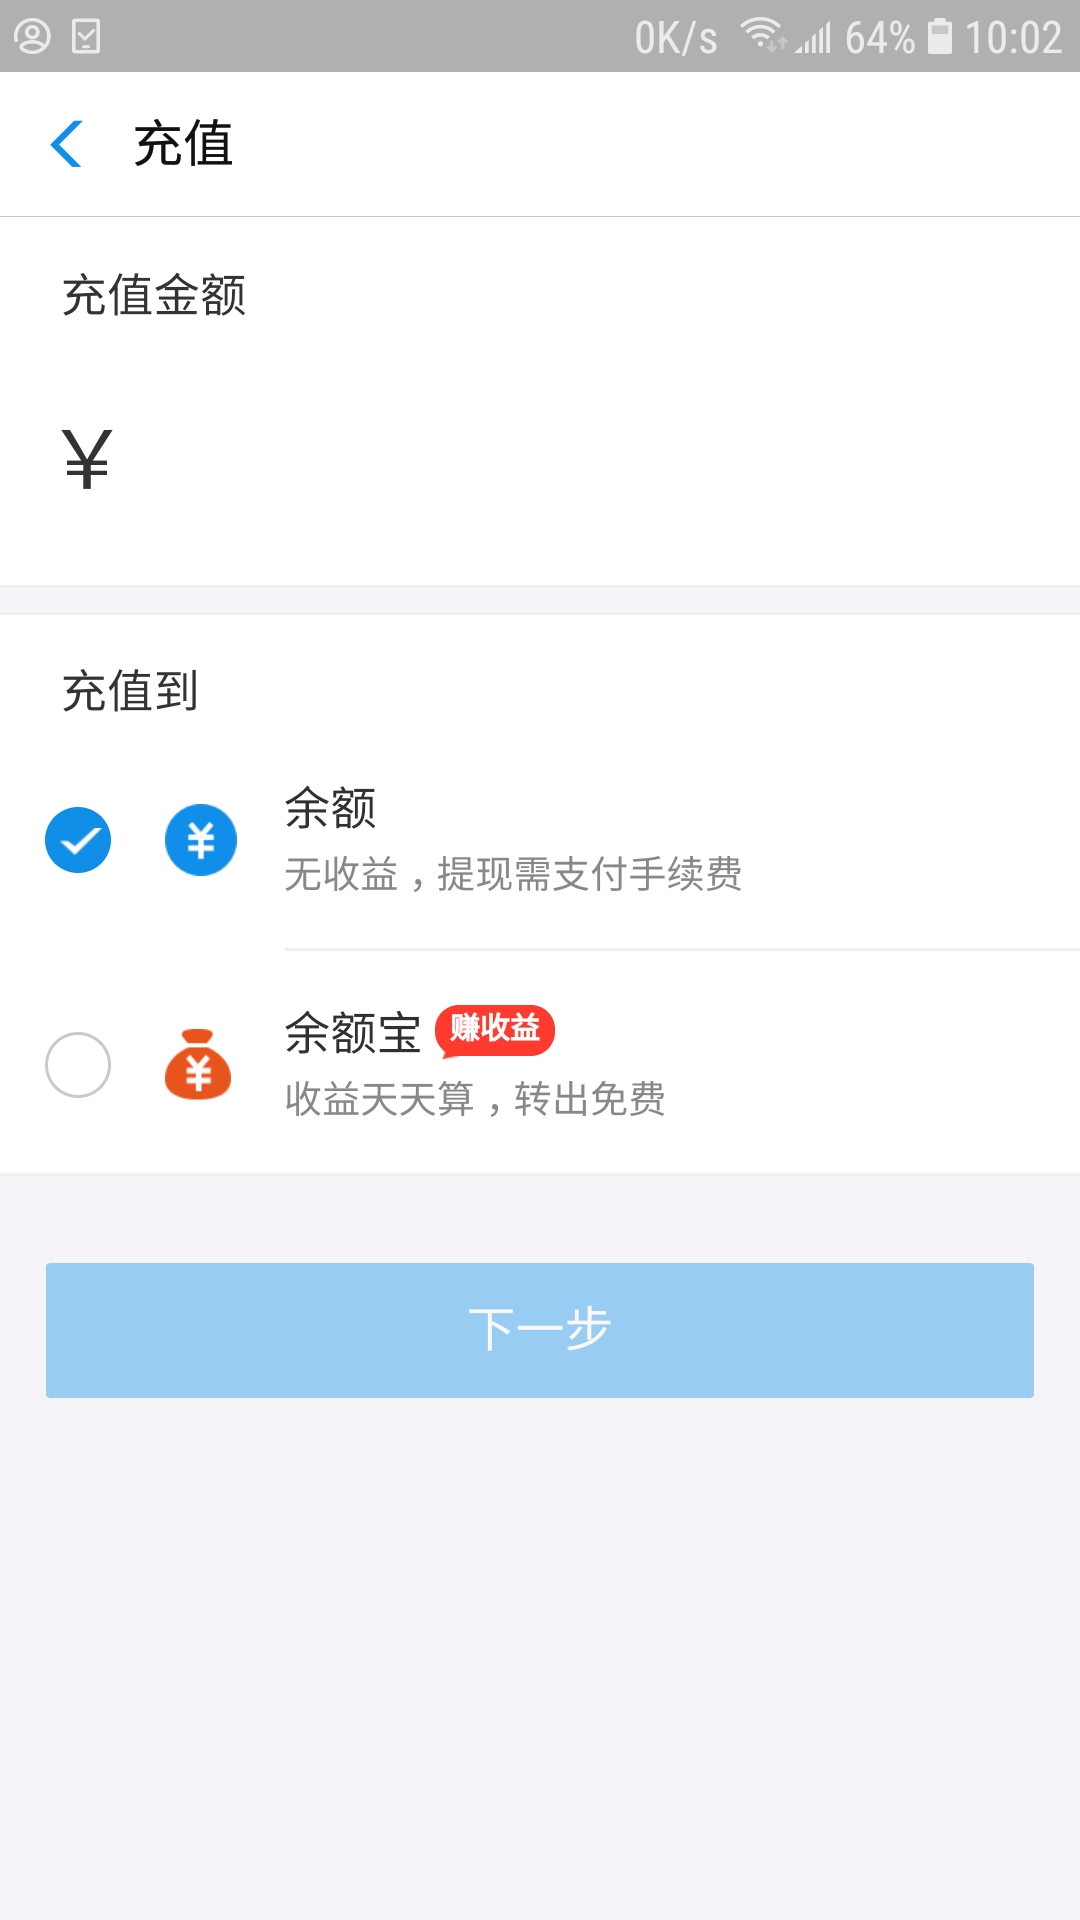 0K/s 64% 10:02
充值
充值金额
¥
充值到
¥
余额
无收益，提现需支付手续费
¥
余额宝 赚收益
收益天天算，转出免费
下一步